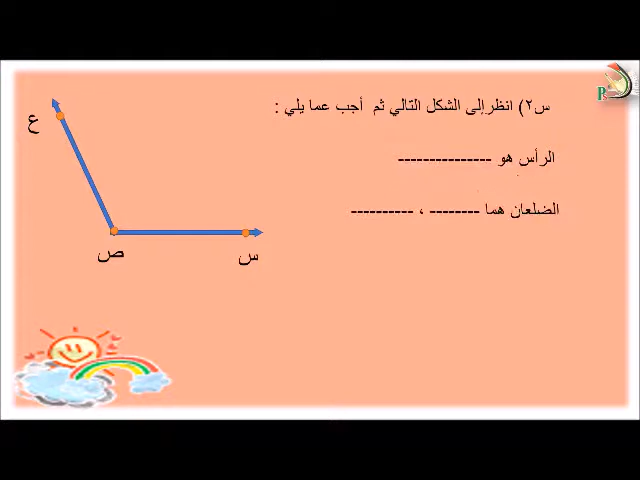 س٢) انظر إلى الشكل التالي ثم أجب عما يلي :
الرأس هو ---------------
الضلعان هما -------- ، ----------
ع
ص
س
P